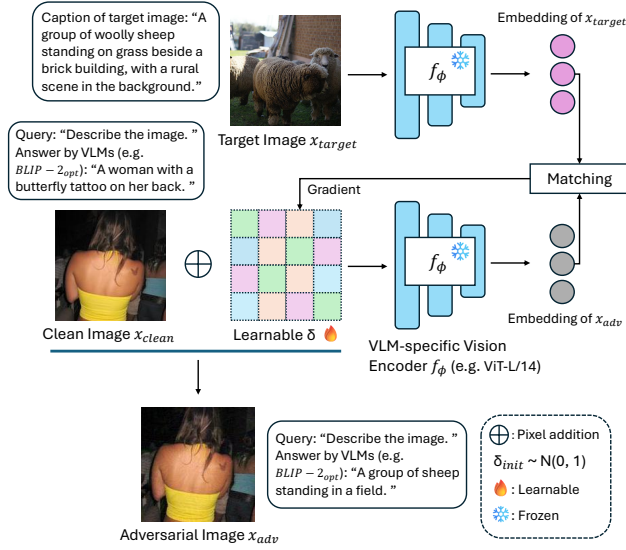 Caption of target image: “A
group of woolly sheep
standing on grass beside a
brick building, with a rural
scene in the background.”
Target Image x_target
f_ϕ
Embedding of x_target
Query: “Describe the image. ”
Answer by VLMs (e.g.
BLIP − 2_opt): “A woman with a
butterfly tattoo on her back. ”
Gradient
Matching
f_ϕ
Clean Image x_clean
Learnable δ
VLM-specific Vision
Encoder f_ϕ (e.g. ViT-L/14)
Embedding of x_adv
Query: “Describe the image. ”
Answer by VLMs (e.g.
BLIP − 2_opt): “A group of sheep
standing in a field. ”
Adversarial Image x_adv
⊕ : Pixel addition
δ_init ~ N(0, 1)
: Learnable
: Frozen